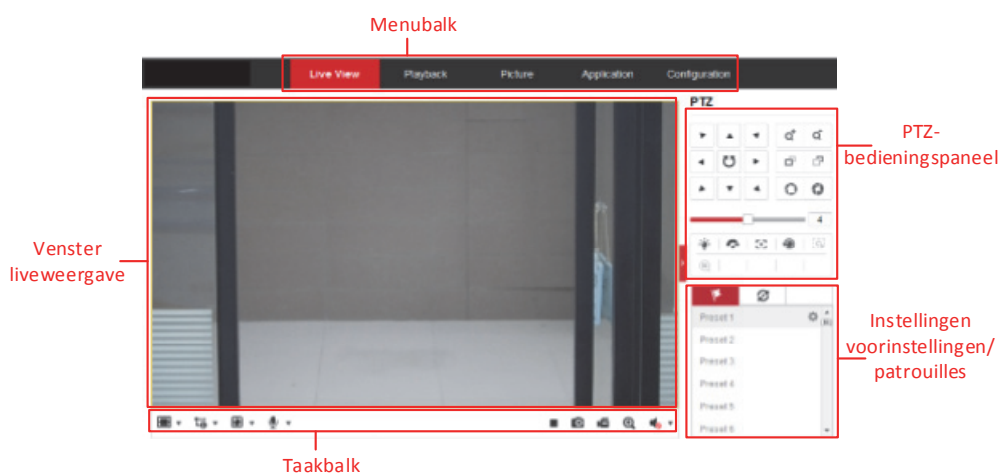 Menubalk
Live View Playback Picture Application Configuration
PTZ
PTZ-
bedieningspaneel
4
Venster
liveweergave
Preset 1
Preset 2
Preset 3
Preset 4
Preset 5
Preset 6
Instellingen
voorinstellingen/
patrouilles
Taakbalk